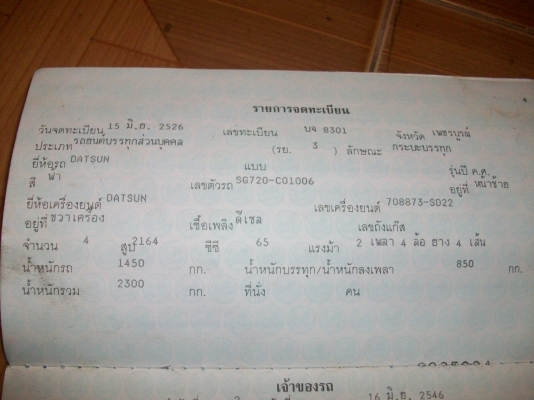 รายการจดทะเบียน
วันจดทะเบียน 15 มิ.ย. 2526 เลขทะเบียน บจ 8301 จังหวัด เพชรบูรณ์
ประเภท รถยนต์บรรทุกส่วนบุคคล (รย. 3 ) ลักษณะ กระบะบรรทุก
ยี่ห้อรถ DATSUN แบบ รุ่นปี ค.ศ.
สี ฟ้า เลขตัวรถ SG720-C01006 อยู่ที่ หน้าซ้าย
ยี่ห้อเครื่องยนต์ DATSUN เลขเครื่องยนต์ 708873-SD22
อยู่ที่ ขวาเครื่อง เชื้อเพลิง ดีเซล เลขถังแก๊ส
จำนวน 4 สูบ 2164 ซีซี 65 แรงม้า 2 เพลา 4 ล้อ ยาง 4 เส้น
น้ำหนักรถ 1450 กก. น้ำหนักบรรทุก/น้ำหนักลงเพลา 850 กก.
น้ำหนักรวม 2300 กก. ที่นั่ง คน
เจ้าของรถ
16 มิ.ย. 2546